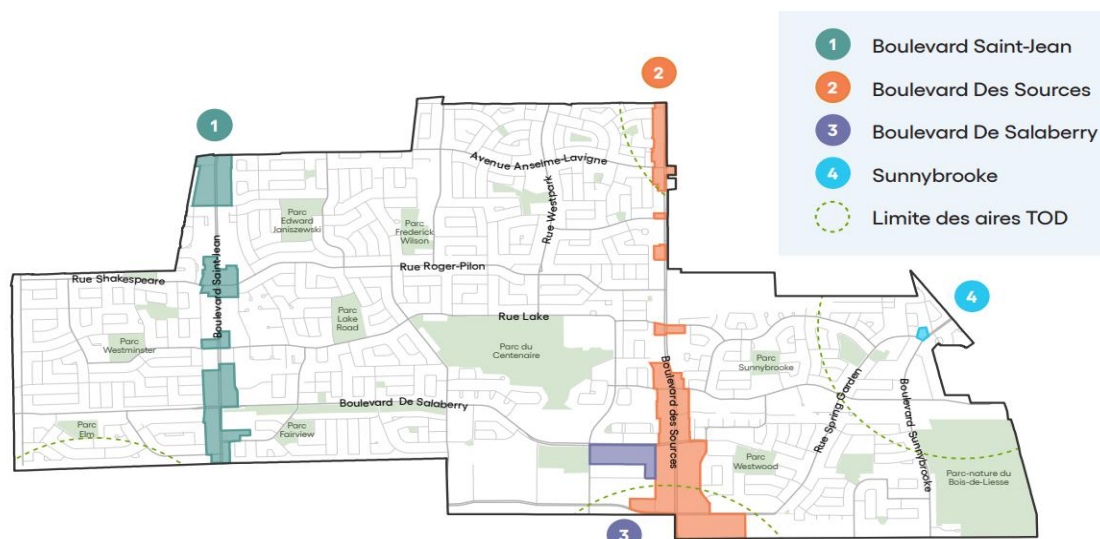 1 Boulevard Saint-Jean
2 Boulevard Des Sources
3 Boulevard De Salaberry
4 Sunnybrooke
Limite des aires TOD
2
1
Avenue Anselme-Lavigne
Rue Westpark
Parc
Edward
Janiszewski
Parc
Frederick
Wilson
Boulevard Saint-Jean
Rue Shakespeare
Rue Roger-Pilon
4
Parc
Lake
Road
Rue Lake
Parc
Westminster
Parc du
Centenaire
Parc
Sunnybrooke
Boulevard des Sources
Rue Spring Garden
Boulevard Sunnybrooke
Boulevard De Salaberry
Parc
Elm
Parc
Fairview
Parc
Westwood
Parc-nature du
Bois-de-Liesse
3